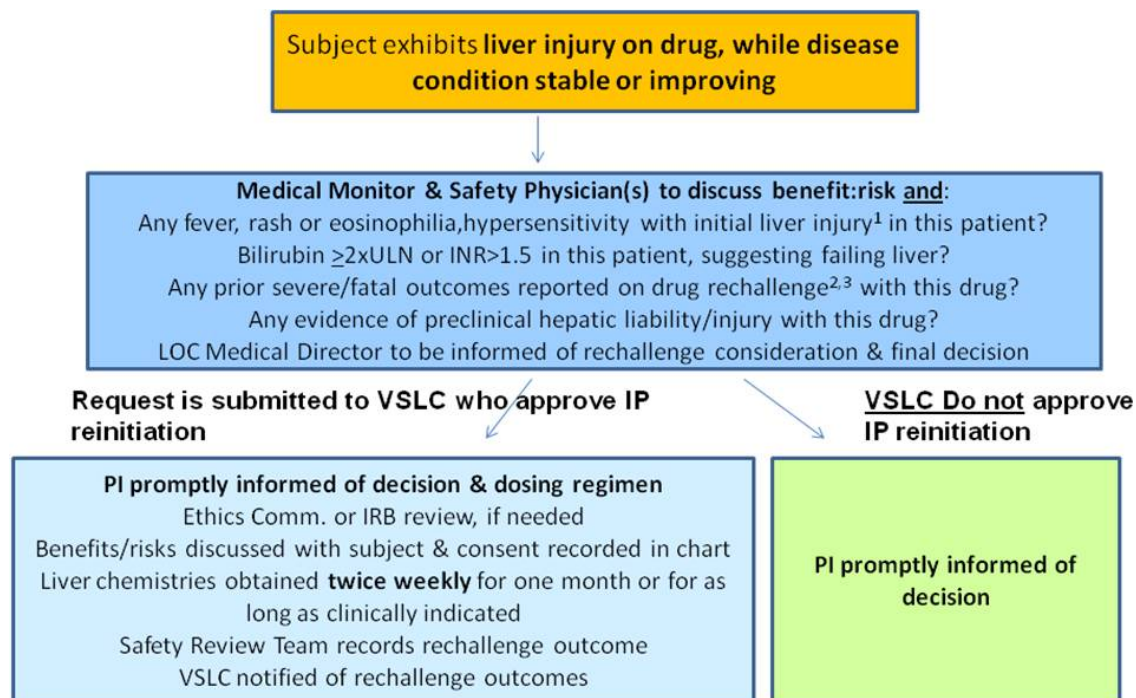 Subject exhibits liver injury on drug, while disease
condition stable or improving
Medical Monitor & Safety Physician(s) to discuss benefit:risk and:
Any fever, rash or eosinophilia,hypersensitivity with initial liver injury¹ in this patient?
Bilirubin ≥2xULN or INR>1.5 in this patient, suggesting failing liver?
Any prior severe/fatal outcomes reported on drug rechallenge²,³ with this drug?
Any evidence of preclinical hepatic liability/injury with this drug?
LOC Medical Director to be informed of rechallenge consideration & final decision
Request is submitted to VSLC who approve IP
reinitiation
VSLC Do not approve
IP reinitiation
PI promptly informed of decision & dosing regimen
Ethics Comm. or IRB review, if needed
Benefits/risks discussed with subject & consent recorded in chart
Liver chemistries obtained twice weekly for one month or for as
long as clinically indicated
Safety Review Team records rechallenge outcome
VSLC notified of rechallenge outcomes
PI promptly informed of
decision